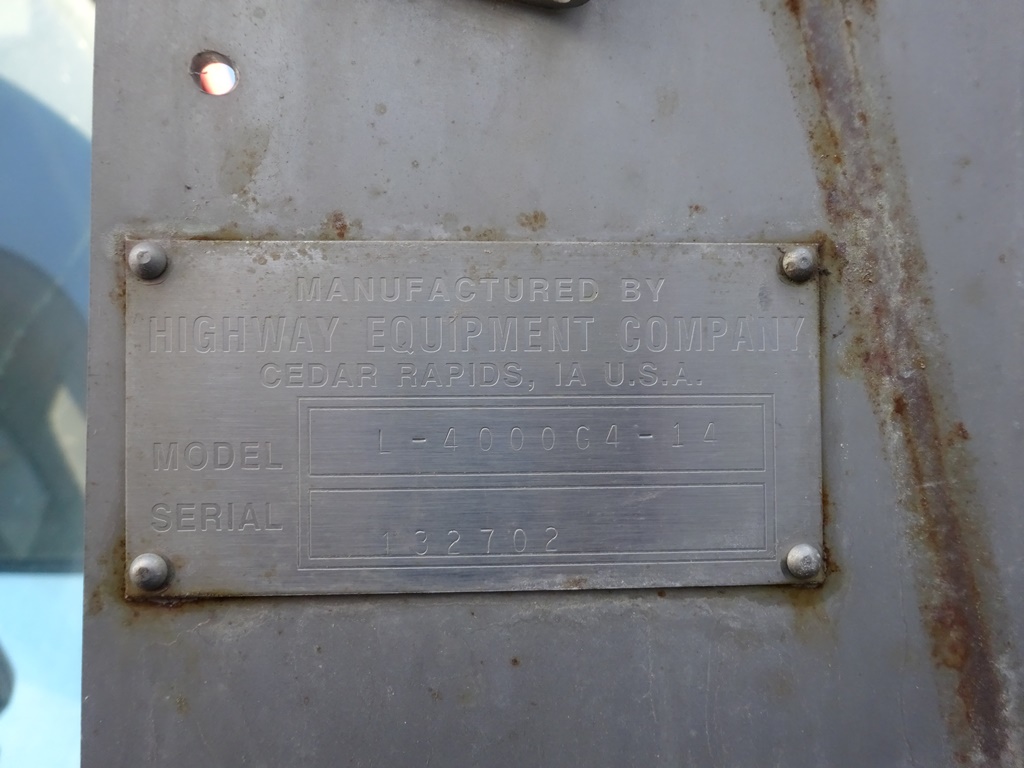 MANUFACTURED BY
HIGHWAY EQUIPMENT COMPANY
CEDAR RAPIDS, IA U.S.A.
MODEL L-4000G4-14
SERIAL 132702